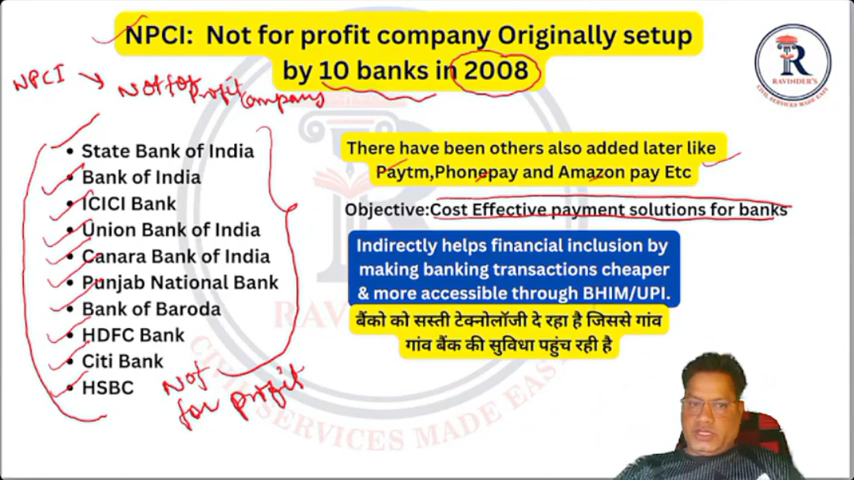 NPCI: Not for profit company Originally setup
by 10 banks in 2008
NPCI → Not for Profit Company
R
RAVINDER'S
CIVIL SERVICES MADE EASY
• State Bank of India
• Bank of India
• ICICI Bank
• Union Bank of India
• Canara Bank of India
• Punjab National Bank
• Bank of Baroda
• HDFC Bank
• Citi Bank
• HSBC
Not
for profit
There have been others also added later like
Paytm,Phonepay and Amazon pay Etc
Objective:Cost Effective payment solutions for banks
Indirectly helps financial inclusion by
making banking transactions cheaper
& more accessible through BHIM/UPI.
बैंको को सस्ती टेक्नोलॉजी दे रहा है जिससे गांव
गांव बैंक की सुविधा पहुंच रही है